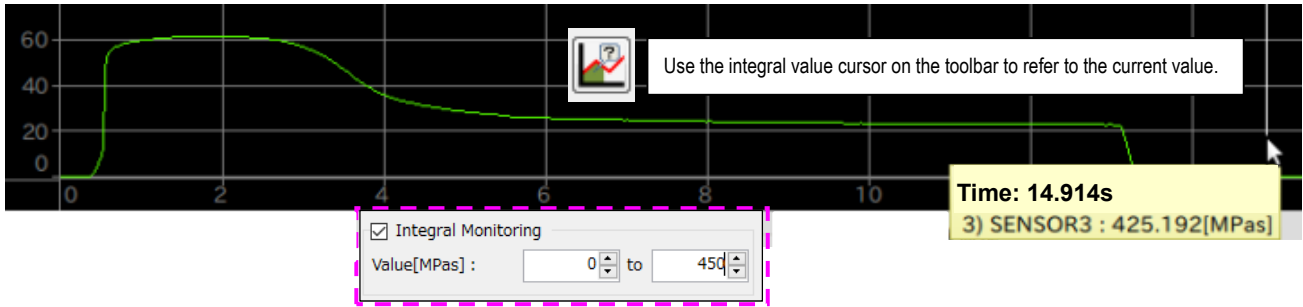 60
40
20
0
0 2 4 6 8 10
?
Use the integral value cursor on the toolbar to refer to the current value.
Time: 14.914s
3) SENSOR3 : 425.192[MPas]
Integral Monitoring
Value[MPas] : 0 to 450